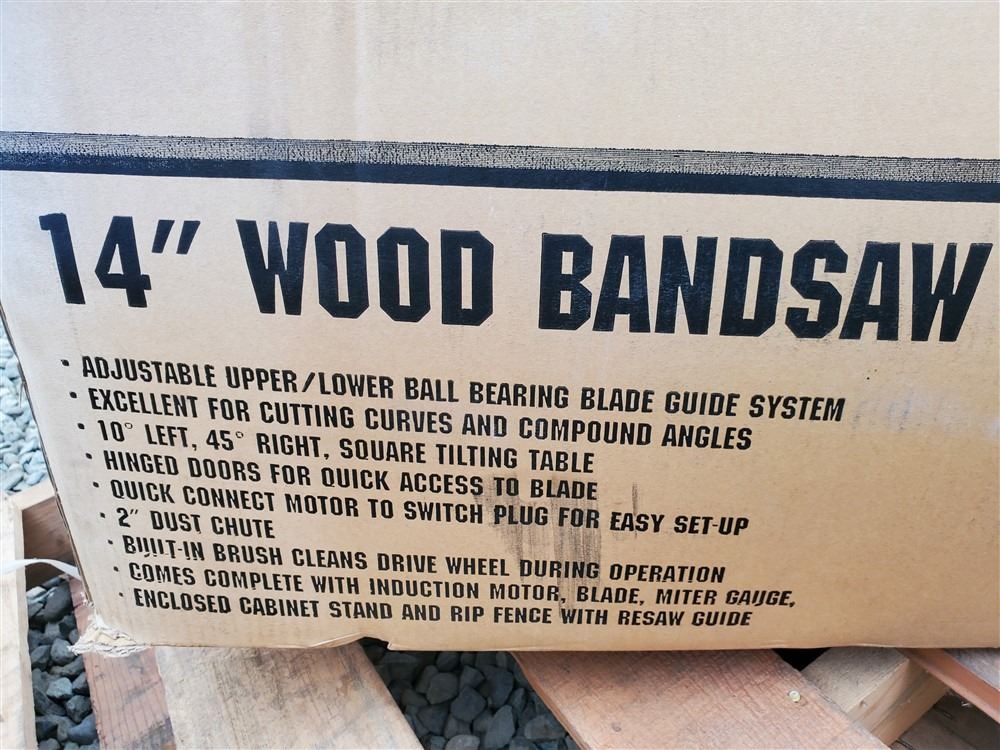 14" WOOD BANDSAW
· ADJUSTABLE UPPER/LOWER BALL BEARING BLADE GUIDE SYSTEM
· EXCELLENT FOR CUTTING CURVES AND COMPOUND ANGLES
· 10° LEFT, 45° RIGHT, SQUARE TILTING TABLE
· HINGED DOORS FOR QUICK ACCESS TO BLADE
· QUICK CONNECT MOTOR TO SWITCH PLUG FOR EASY SET-UP
· 2" DUST CHUTE
· BUILT-IN BRUSH CLEANS DRIVE WHEEL DURING OPERATION
· COMES COMPLETE WITH INDUCTION MOTOR, BLADE, MITER GAUGE,
· ENCLOSED CABINET STAND AND RIP FENCE WITH RESAW GUIDE